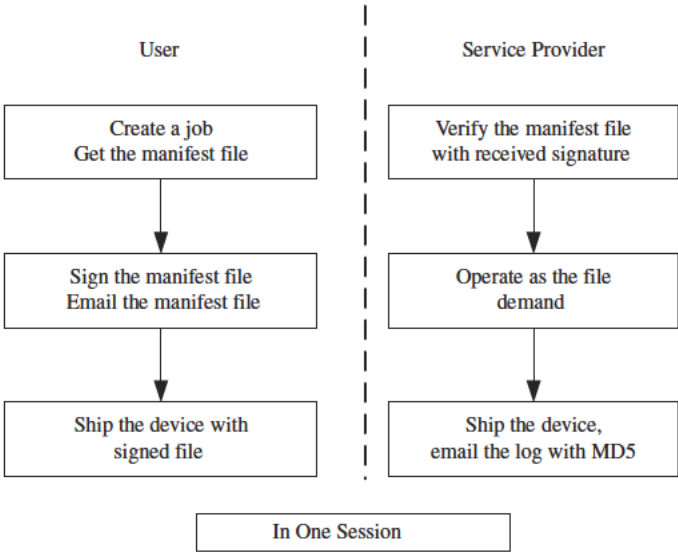 User
Create a job
Get the manifest file
Sign the manifest file
Email the manifest file
Ship the device with
signed file
Service Provider
Verify the manifest file
with received signature
Operate as the file
demand
Ship the device,
email the log with MD5
In One Session